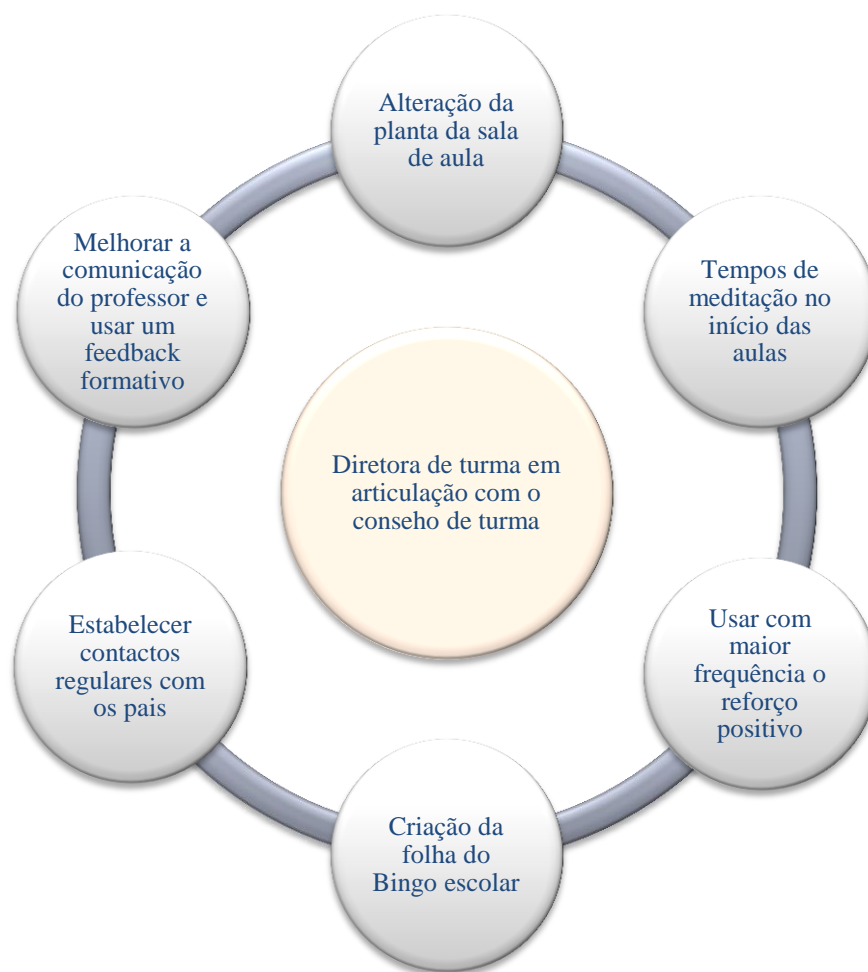 Alteração da
planta da sala
de aula
Tempos de
meditação no
início das
aulas
Usar com
maior
frequência o
reforço
positivo
Criação da
folha do
Bingo escolar
Estabelecer
contactos
regulares com
os pais
Melhorar a
comunicação
do professor e
usar um
feedback
formativo
Diretora de turma em
articulação com o
conseho de turma